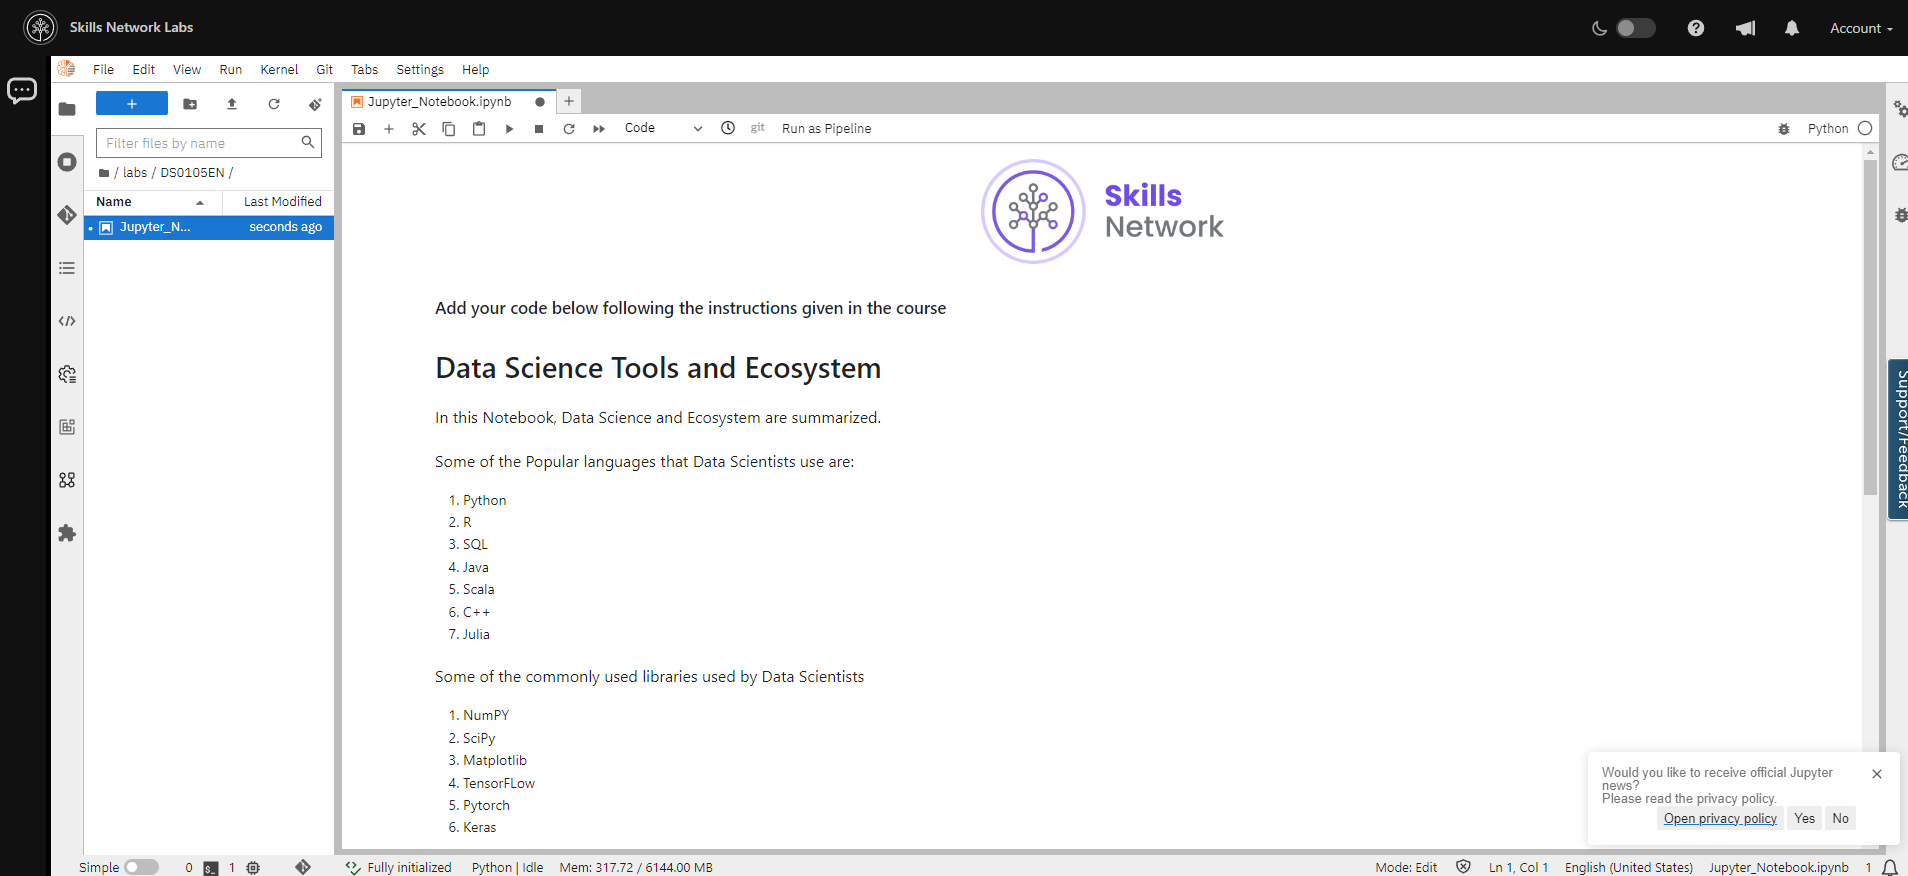 Skills Network Labs
Account
File Edit View Run Kernel Git Tabs Settings Help
Jupyter_Notebook.ipynb
Filter files by name
Code
git
Run as Pipeline
Python
/ labs / DS0105EN /
Name Last Modified
Jupyter_N... seconds ago
Skills
Network
Add your code below following the instructions given in the course
Data Science Tools and Ecosystem
In this Notebook, Data Science and Ecosystem are summarized.
Some of the Popular languages that Data Scientists use are:
1. Python
2. R
3. SQL
4. Java
5. Scala
6. C++
7. Julia
Some of the commonly used libraries used by Data Scientists
1. NumPY
2. SciPy
3. Matplotlib
4. TensorFLow
5. Pytorch
6. Keras
Support/Feedback
Would you like to receive official Jupyter
news?
Please read the privacy policy.
Open privacy policy Yes No
Simple 0 1 Fully initialized Python | Idle Mem: 317.72 / 6144.00 MB Mode: Edit Ln 1, Col 1 English (United States) Jupyter_Notebook.ipynb 1